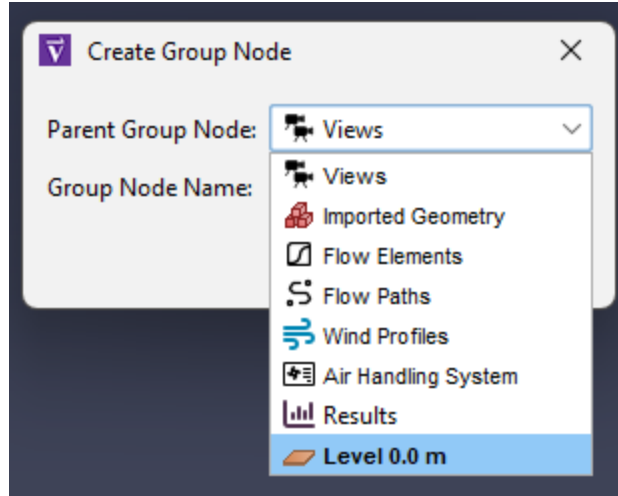 Create Group Node
Parent Group Node: Views
Views
Group Node Name:
Imported Geometry
Flow Elements
Flow Paths
Wind Profiles
Air Handling System
Results
Level 0.0 m